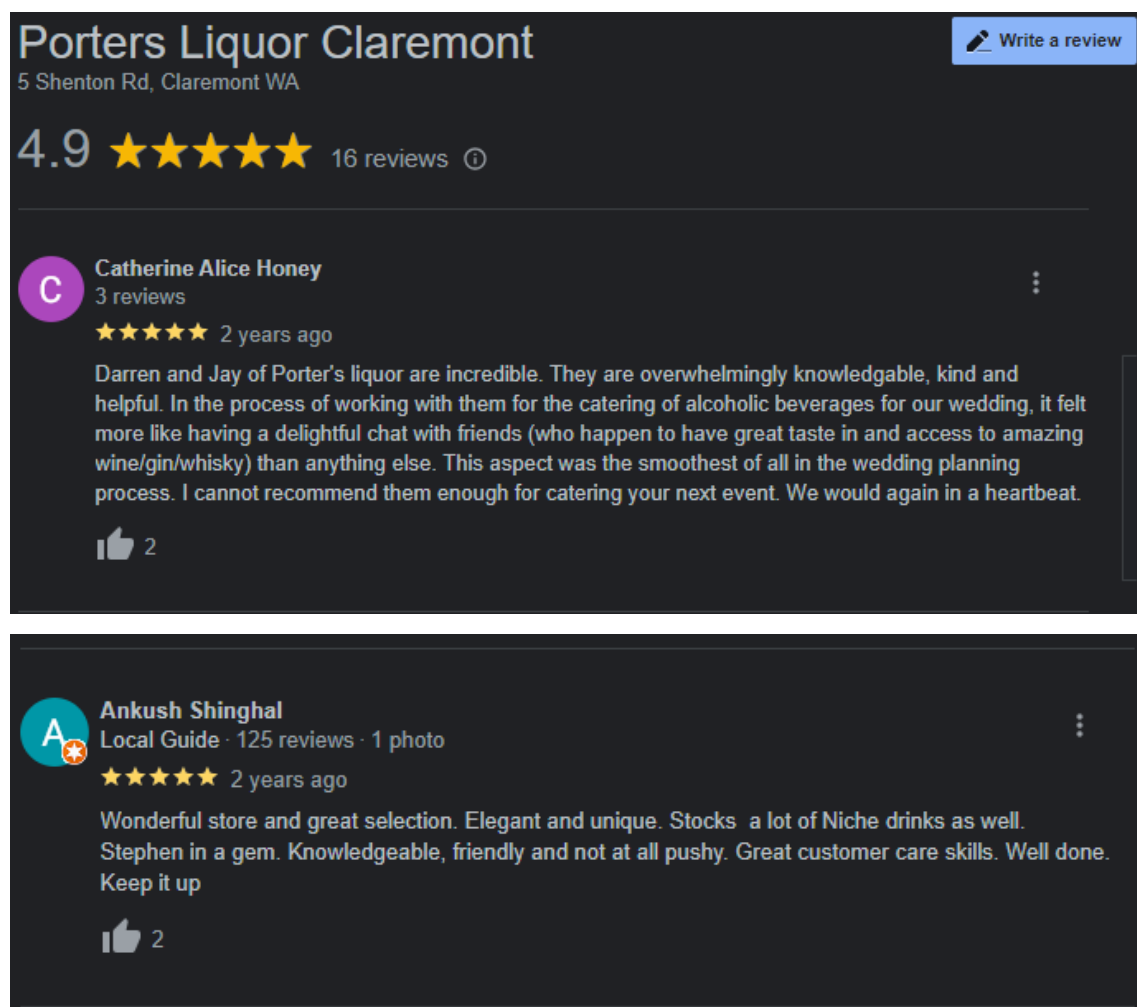 Porters Liquor Claremont
Write a review
5 Shenton Rd, Claremont WA
4.9
16 reviews
C
Catherine Alice Honey
3 reviews
2 years ago
Darren and Jay of Porter's liquor are incredible. They are overwhelmingly knowledgable, kind and
helpful. In the process of working with them for the catering of alcoholic beverages for our wedding, it felt
more like having a delightful chat with friends (who happen to have great taste in and access to amazing
wine/gin/whisky) than anything else. This aspect was the smoothest of all in the wedding planning
process. I cannot recommend them enough for catering your next event. We would again in a heartbeat.
2
A
Ankush Shinghal
Local Guide · 125 reviews · 1 photo
2 years ago
Wonderful store and great selection. Elegant and unique. Stocks  a lot of Niche drinks as well.
Stephen in a gem. Knowledgeable, friendly and not at all pushy. Great customer care skills. Well done.
Keep it up
2